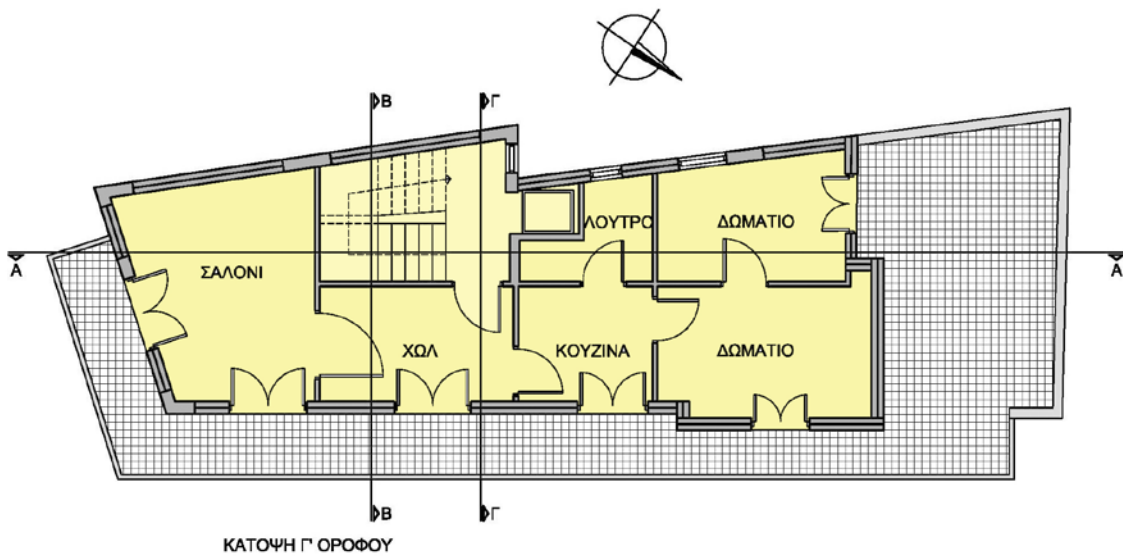 Β Γ
ΛΟΥΤΡΟ ΔΩΜΑΤΙΟ
Α ΣΑΛΟΝΙ Α
ΧΩΛ ΚΟΥΖΙΝΑ ΔΩΜΑΤΙΟ
Β Γ
ΚΑΤΟΨΗ Γ' ΟΡΟΦΟΥ